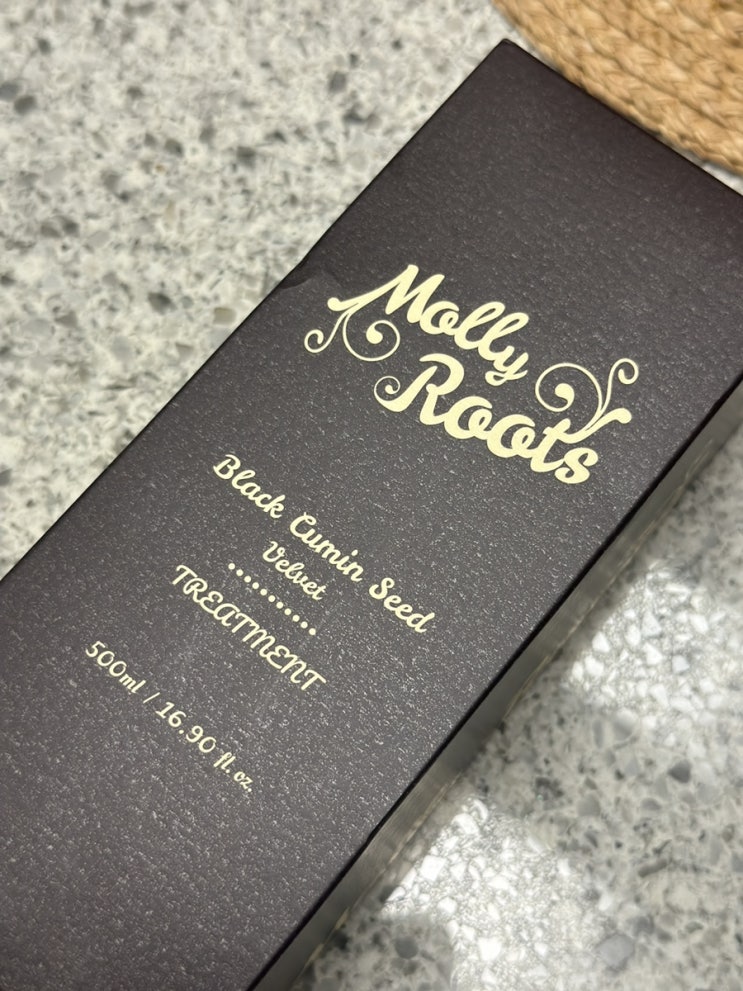 Molly
Roots
Black Cumin Seed
Velvet
TREATMENT
500ml / 16.90 fl. oz.